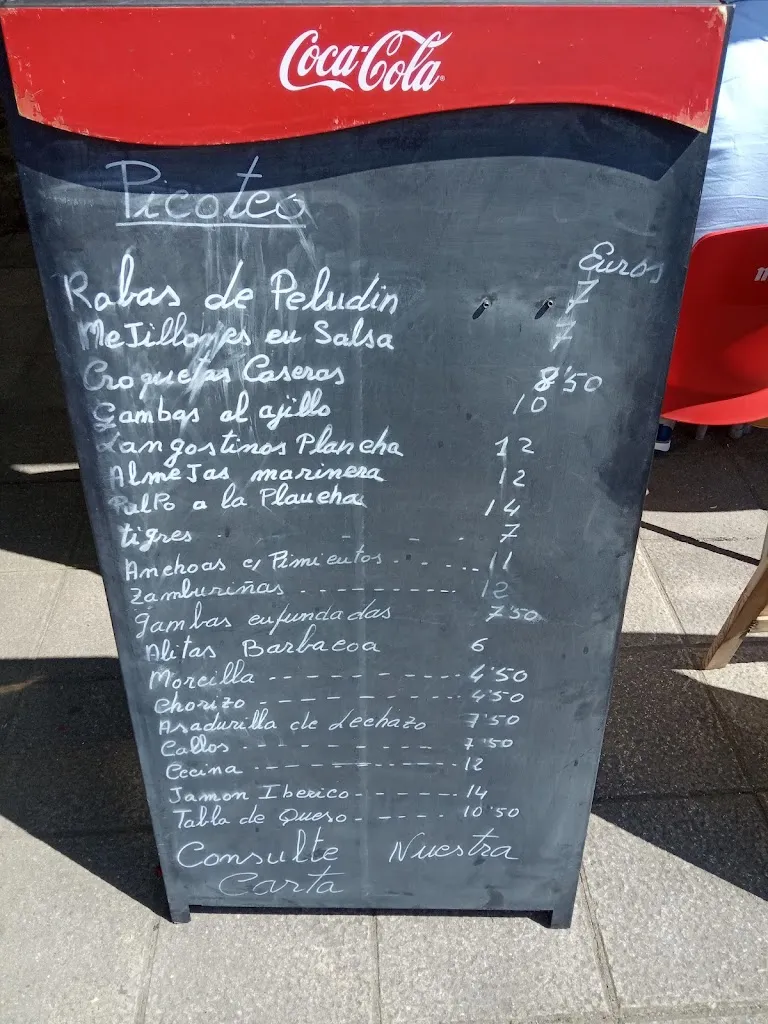 Coca-Cola
Picoteo
Euros
Rabas de Peludin 7
MeJillones en Salsa 7
Croquetas Caseras 8'50
Gambas al ajillo 10
Langostinos Plancha 12
AlmeJas marinera 12
PulPo a la Plancha 14
tigres - - - - 7
Anchoas c/ Pimientos - - - - 11
Zamburiñas - - - - - - - - 12
gambas enfundadas 7'50
Alitas Barbacoa 6
Morcilla - - - - - - - - - - 4'50
Chorizo - - - - - - - - - - 4'50
Asadurilla de Lechazo 7'50
Callos - - - - - - - - - - 7'50
Cecina - - - - - - - - - - 12
Jamon Iberico - - - - - - 14
Tabla de Queso - - - - - 10'50
Consulte Nuestra
Carta